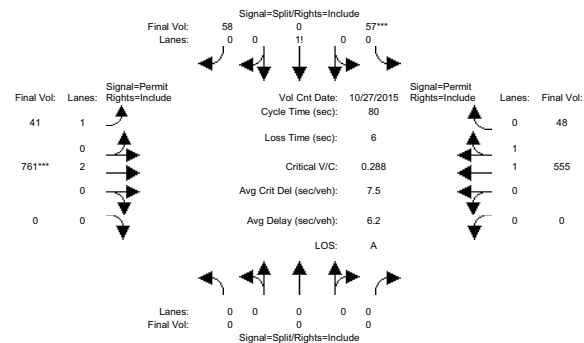 Signal=Split/Rights=Include
Final Vol: 58 0 57***
Lanes: 0 0 1! 0 0
Signal=Permit
Final Vol: Lanes: Rights=Include
Vol Cnt Date: 10/27/2015
Signal=Permit
Rights=Include Lanes: Final Vol:
Cycle Time (sec): 80
41 1
0 48
Loss Time (sec): 6
0
1
761*** 2
Critical V/C: 0.288
1 555
0
Avg Crit Del (sec/veh): 7.5
0
0 0
Avg Delay (sec/veh): 6.2
0 0
LOS: A
Lanes: 0 0 0 0 0
Final Vol: 0 0 0
Signal=Split/Rights=Include